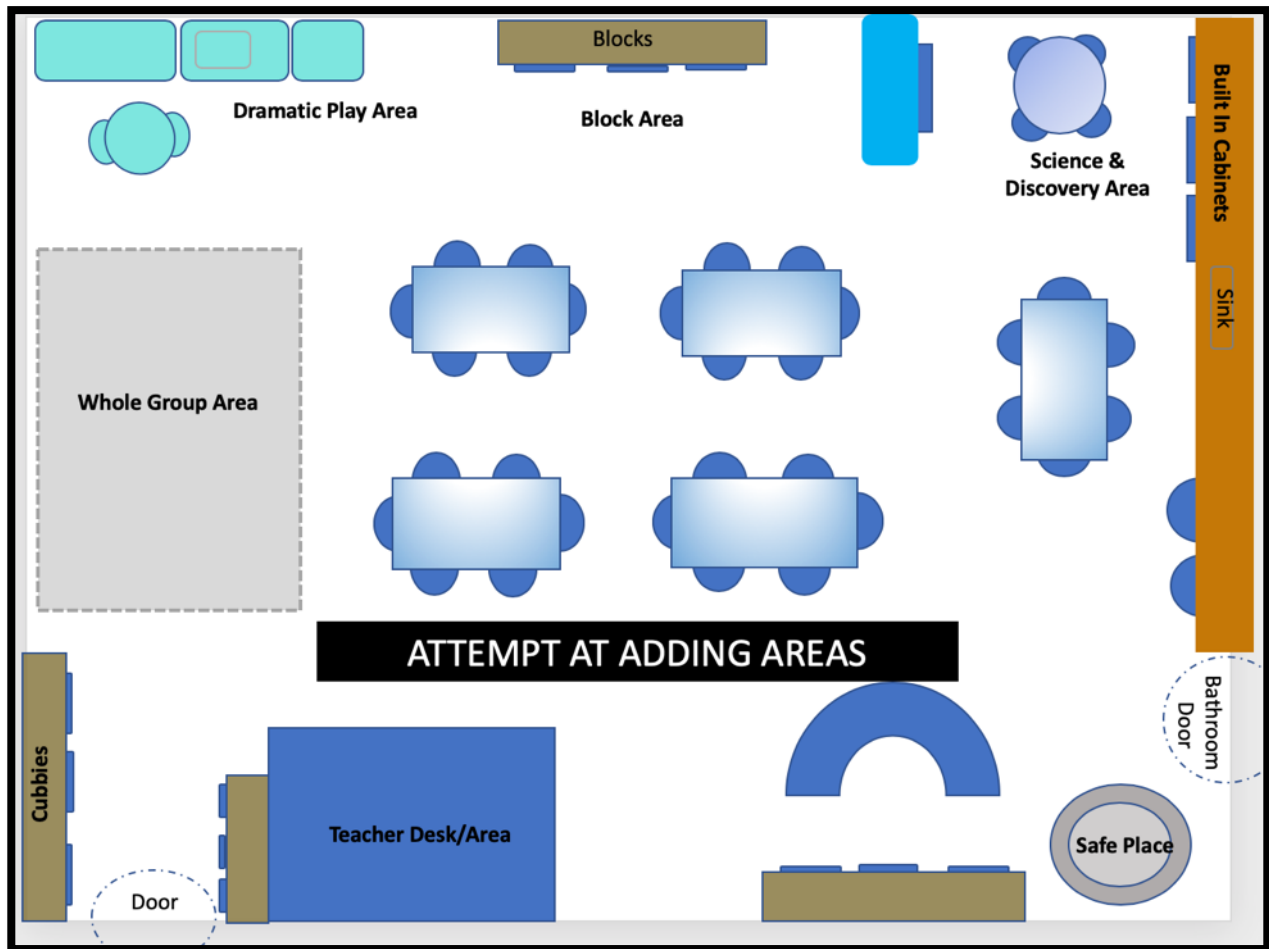 Blocks
Dramatic Play Area
Block Area
Science &
Discovery Area
Built In Cabinets
Sink
Whole Group Area
ATTEMPT AT ADDING AREAS
Bathroom
Door
Cubbies
Teacher Desk/Area
Safe Place
Door